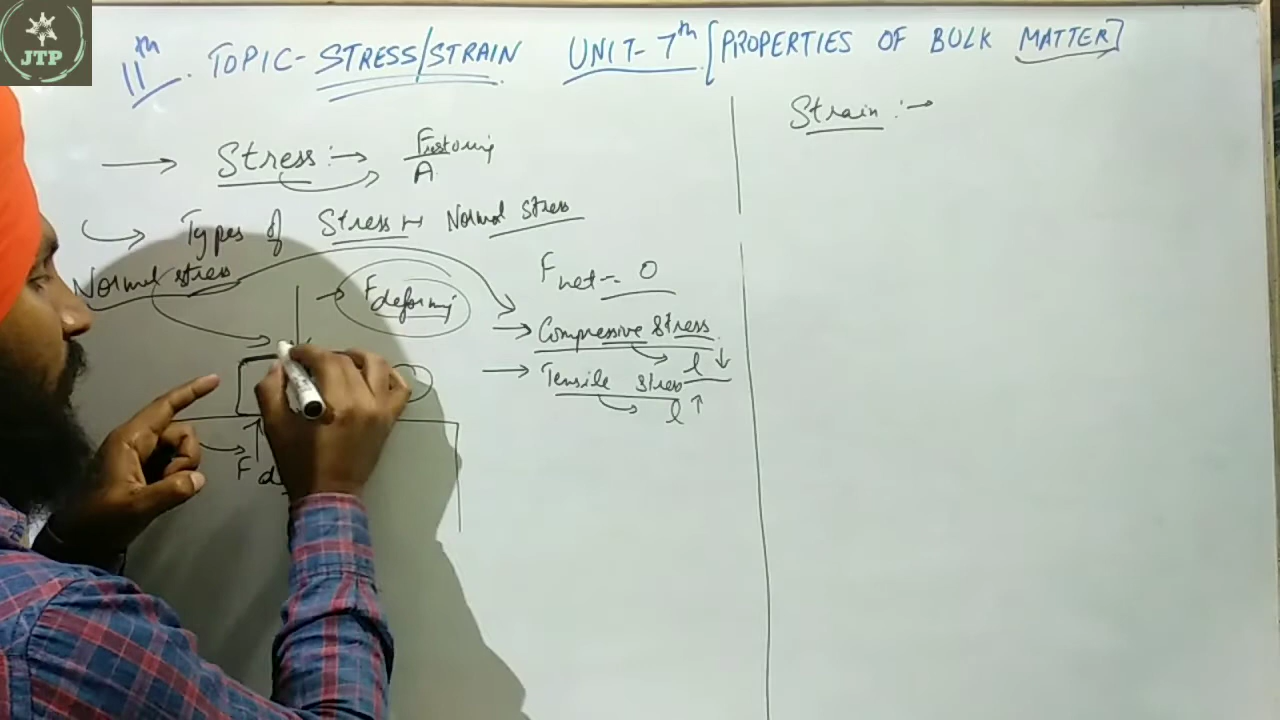 JTP
11th TOPIC- STRESS/STRAIN UNIT- 7th [PROPERTIES OF BULK MATTER]
→ Stress :→ F / A
Types of Stress → Normal stress
Normal stress
F deforming
F net = 0
→ Compressive stress
l ↓
→ Tensile stress
l ↑
F
Strain :→